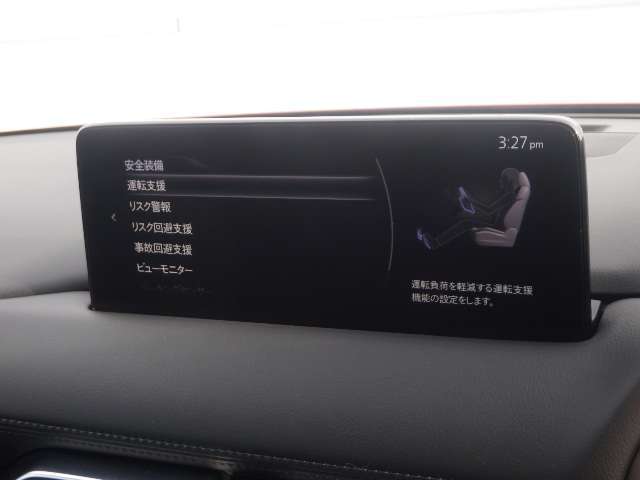 3:27 pm
安全装備
運転支援
リスク警報
リスク回避支援
事故回避支援
ビューモニター
運転負荷を軽減する運転支援
機能の設定をします。